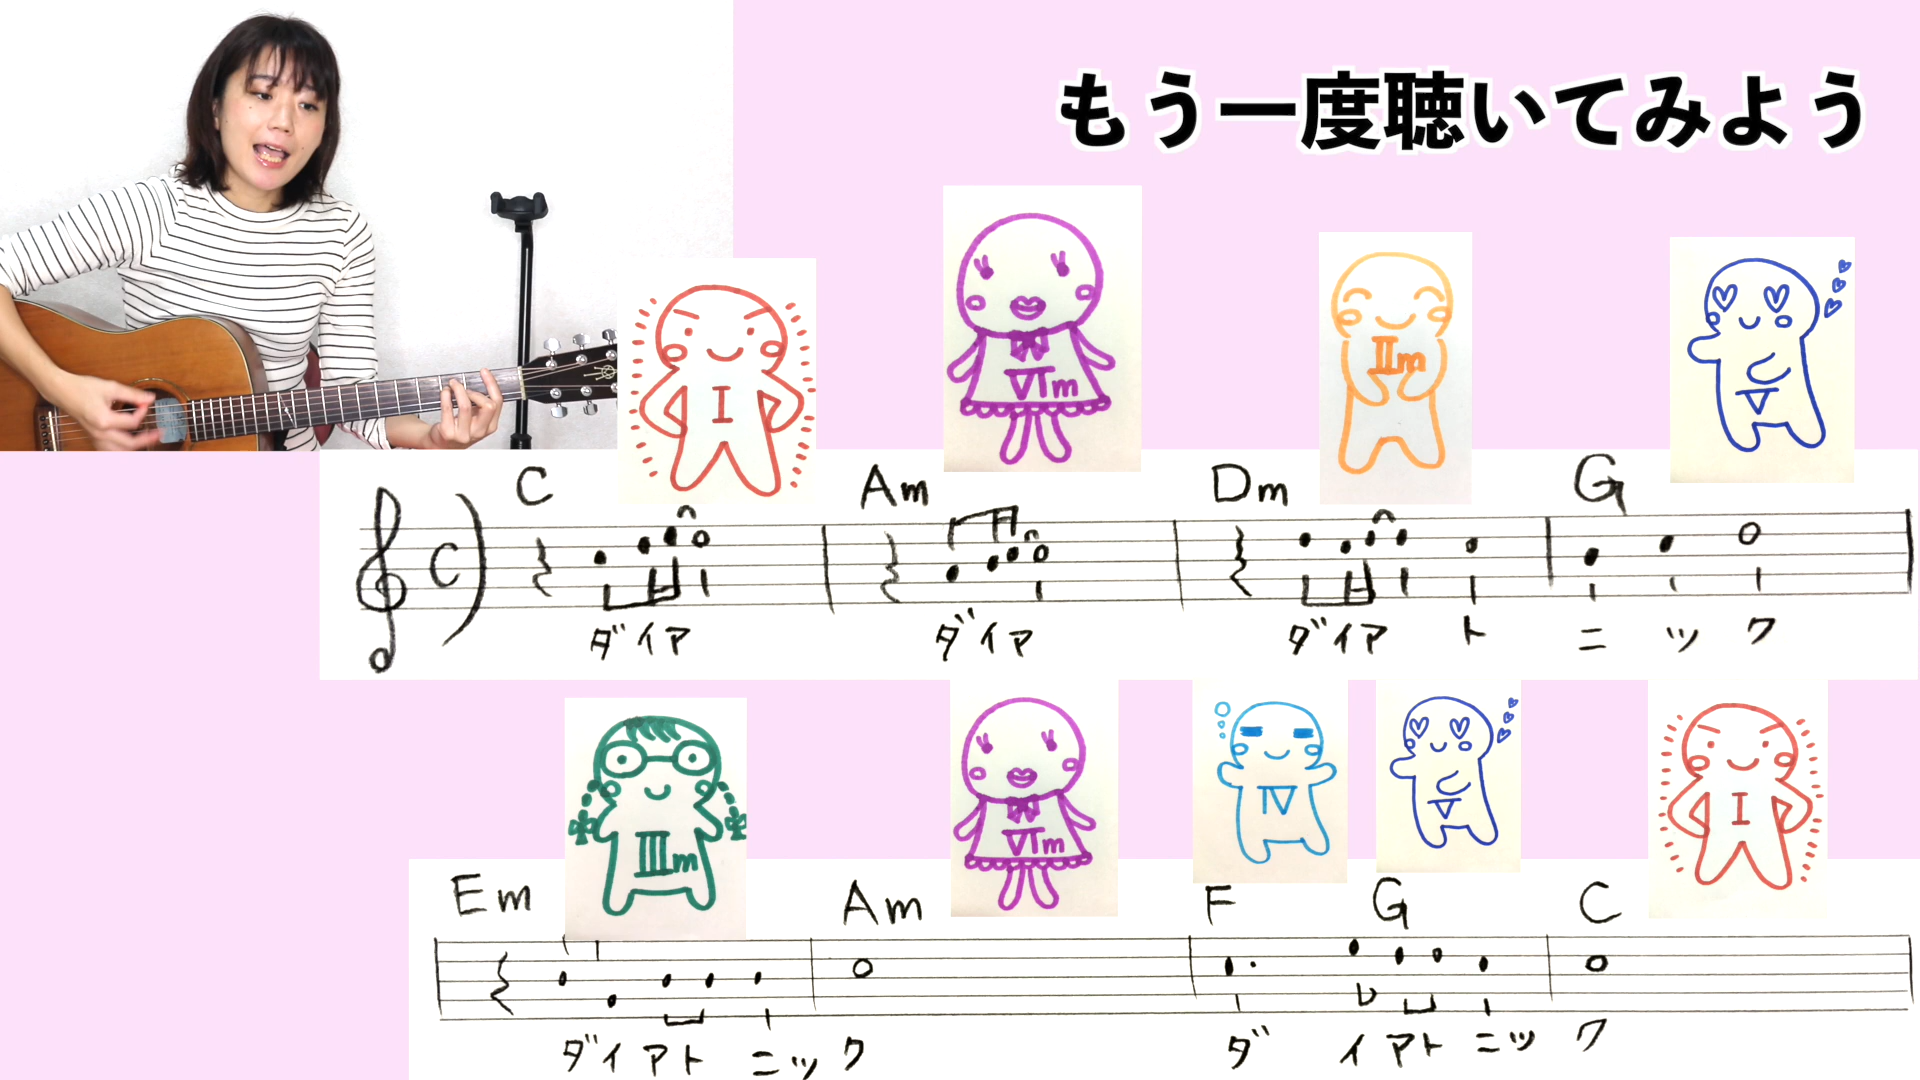 もう一度聴いてみよう
I
VIm
IIm
V
C Am Dm G
ダイア ダイア ダイア ト ニ ッ ク
IIIm
VIm
IV
V
I
Em Am F G C
ダイアト ニック ダ イアト ニック